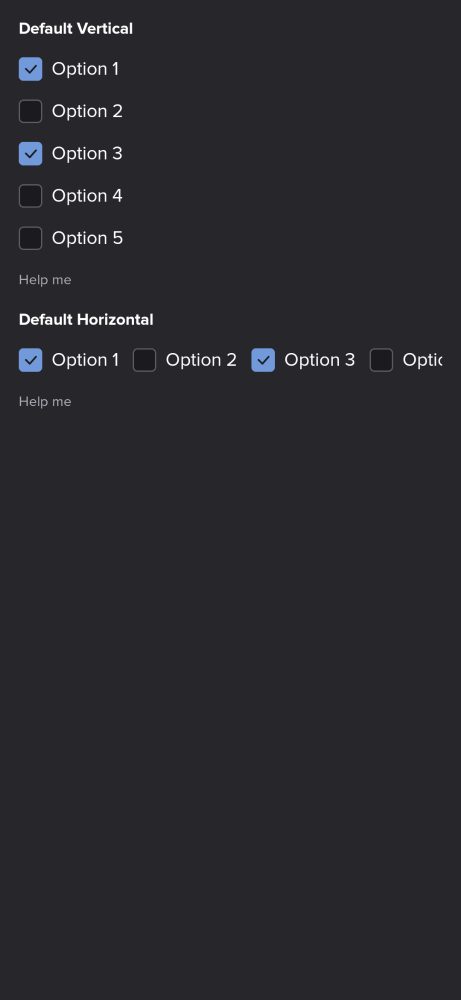 Default Vertical
Option 1
Option 2
Option 3
Option 4
Option 5
Help me
Default Horizontal
Option 1 Option 2 Option 3
Help me